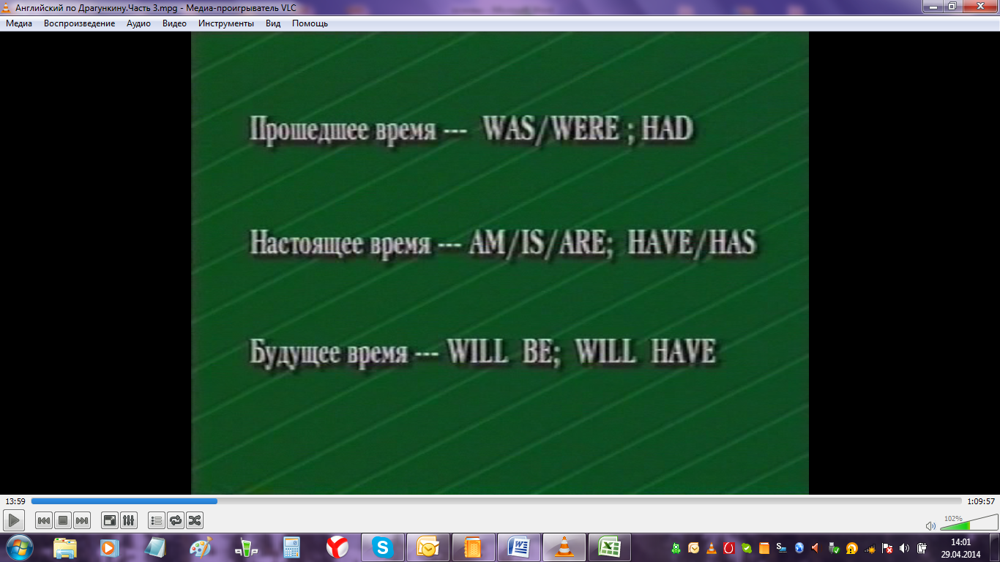 Английский по Драгункину.Часть 3.mpg - Медиа-проигрыватель VLC
Медиа Воспроизведение Аудио Видео Инструменты Вид Помощь
Прошедшее время --- WAS/WERE ; HAD
Настоящее время --- AM/IS/ARE; HAVE/HAS
Будущее время --- WILL BE; WILL HAVE
13:59 1:09:57
102%
14:01
29.04.2014